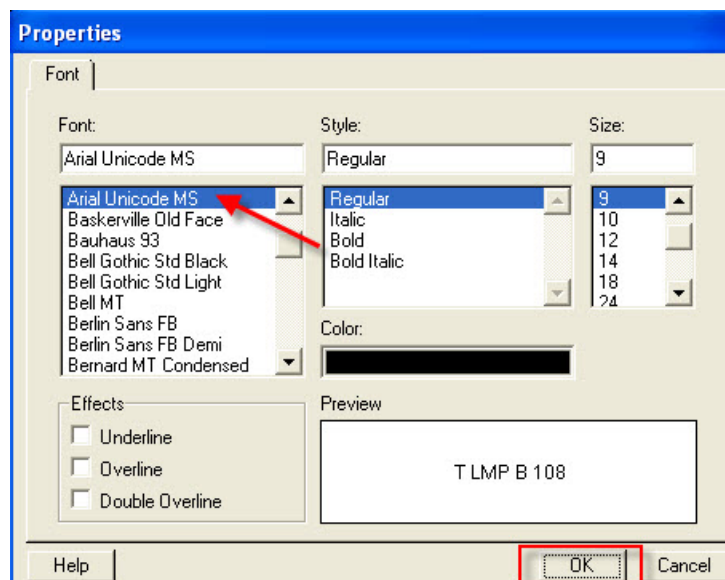 Properties
Font
Font:
Style:
Size:
Arial Unicode MS
Regular
9
Arial Unicode MS
Baskerville Old Face
Bauhaus 93
Bell Gothic Std Black
Bell Gothic Std Light
Bell MT
Berlin Sans FB
Berlin Sans FB Demi
Bernard MT Condensed
Regular
Italic
Bold
Bold Italic
9
10
12
14
18
24
Color:
Effects
Underline
Overline
Double Overline
Preview
T LMP B 108
Help
OK
Cancel